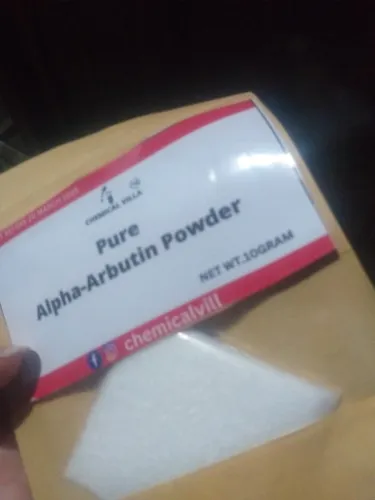 CHEMICAL VILLA
Pure
Alpha-Arbutin Powder
NET WT.10GRAM
chemicalvill